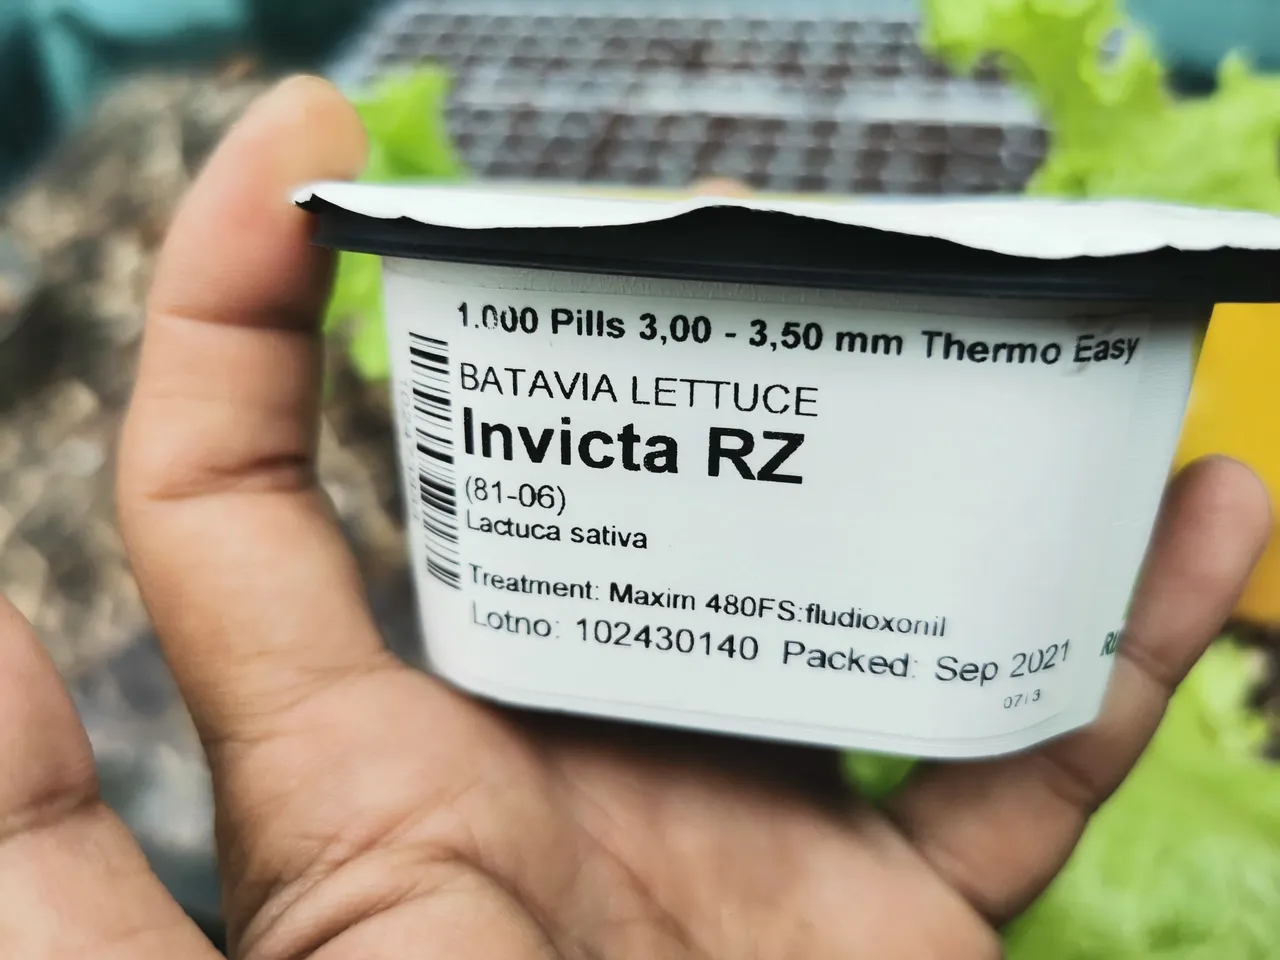 1.000 Pills 3,00 - 3,50 mm Thermo Easy
BATAVIA LETTUCE
Invicta RZ
(81-06)
Lactuca sativa
Treatment: Maxim 480FS:fludioxonil
Lotno: 102430140 Packed: Sep 2021